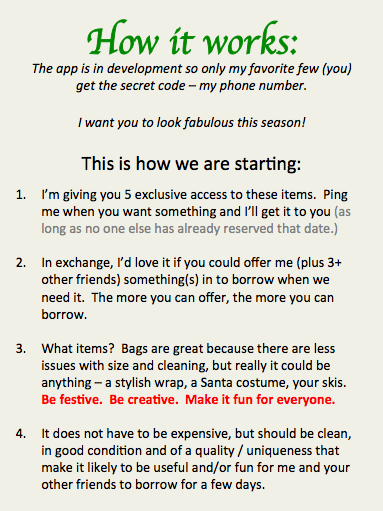 How it works:
The app is in development so only my favorite few (you)
get the secret code – my phone number.
I want you to look fabulous this season!
This is how we are starting:
1. I'm giving you 5 exclusive access to these items. Ping
me when you want something and I'll get it to you (as
long as no one else has already reserved that date.)
2. In exchange, I'd love it if you could offer me (plus 3+
other friends) something(s) in to borrow when we
need it. The more you can offer, the more you can
borrow.
3. What items? Bags are great because there are less
issues with size and cleaning, but really it could be
anything – a stylish wrap, a Santa costume, your skis.
Be festive. Be creative. Make it fun for everyone.
4. It does not have to be expensive, but should be clean,
in good condition and of a quality / uniqueness that
make it likely to be useful and/or fun for me and your
other friends to borrow for a few days.